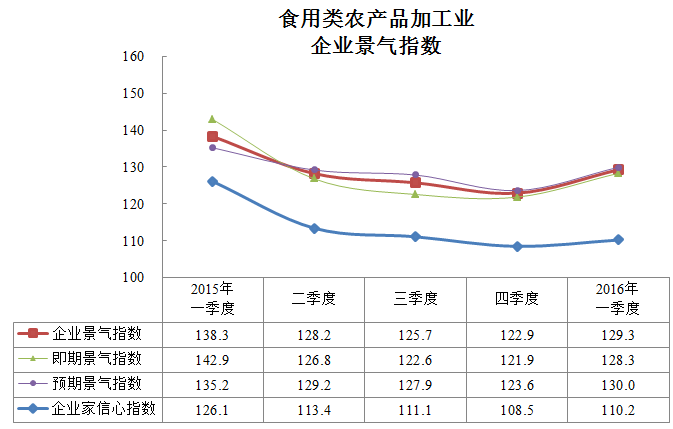 食用类农产品加工业
企业景气指数
160
150
140
130
120
110
100
2015年 二季度 三季度 四季度 2016年
一季度 一季度
企业景气指数 138.3 128.2 125.7 122.9 129.3
即期景气指数 142.9 126.8 122.6 121.9 128.3
预期景气指数 135.2 129.2 127.9 123.6 130.0
企业家信心指数 126.1 113.4 111.1 108.5 110.2